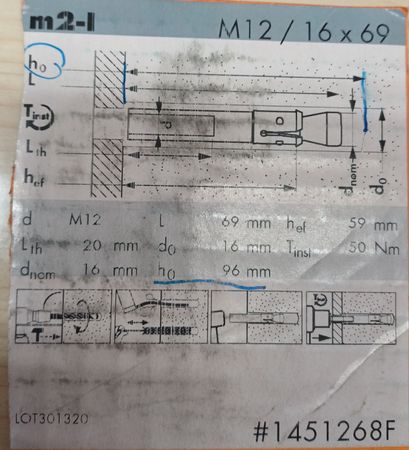 m2-I M12 / 16 x 69
h0
L
Tinst
d
Lth
hef
dnom
d0
d M12 L 69 mm hef 59 mm
Lth 20 mm d0 16 mm Tinst 50 Nm
dnom 16 mm h0 96 mm
T
LOT301320
#1451268F